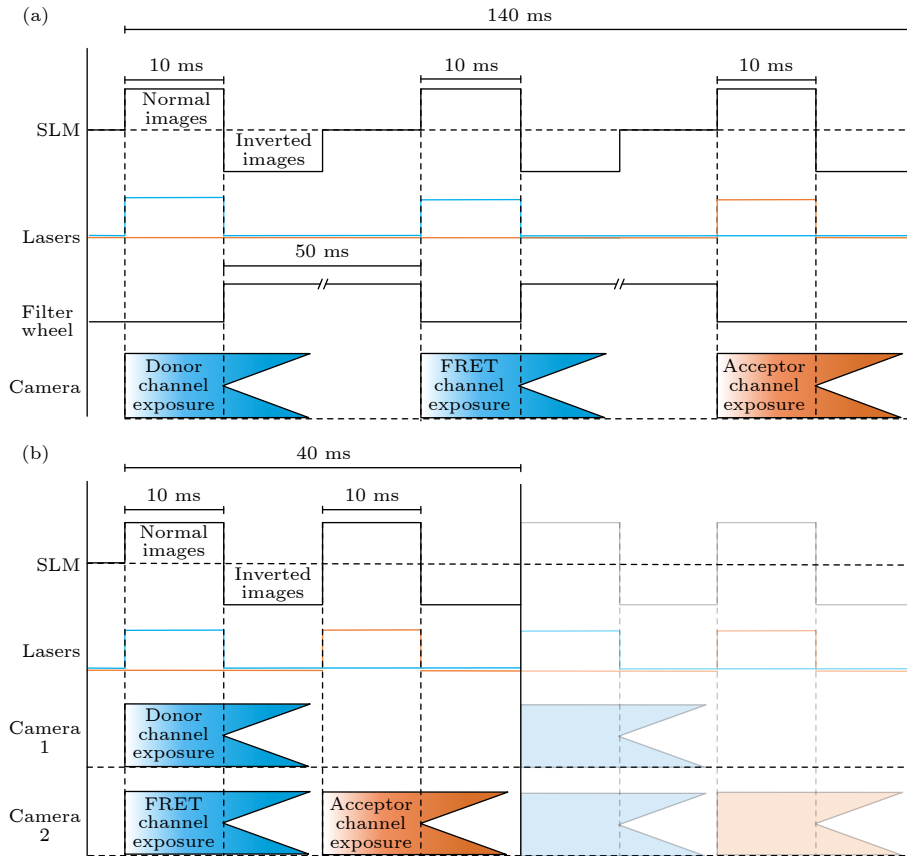 (a)
140 ms
10 ms
10 ms
10 ms
Normal
images
SLM
Inverted
images
Lasers
50 ms
Filter
wheel
Camera
Donor
channel
exposure
FRET
channel
exposure
Acceptor
channel
exposure
(b)
40 ms
10 ms
10 ms
Normal
images
SLM
Inverted
images
Lasers
Camera
1
Donor
channel
exposure
Camera
2
FRET
channel
exposure
Acceptor
channel
exposure